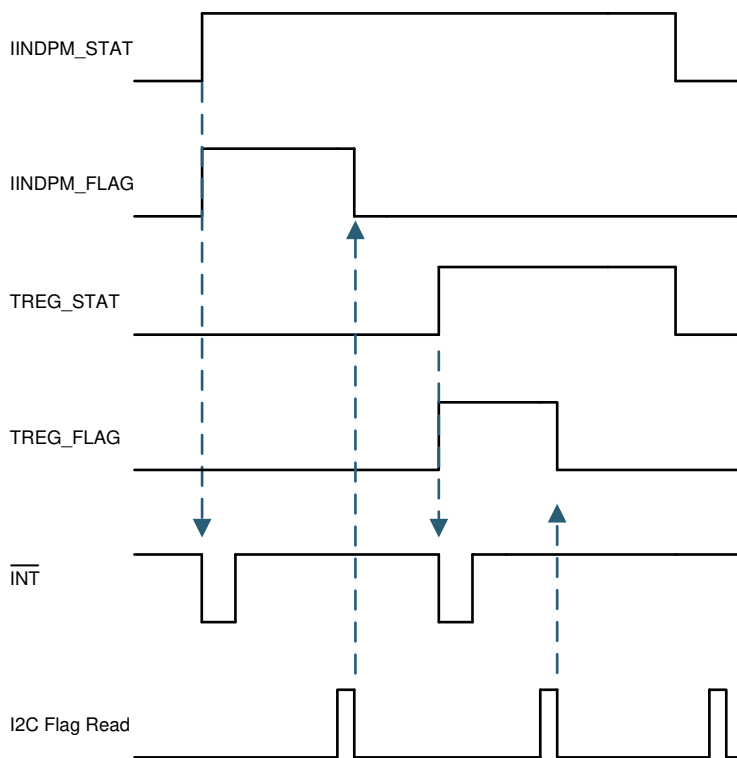 IINDPM_STAT
IINDPM_FLAG
TREG_STAT
TREG_FLAG
INT
I2C Flag Read